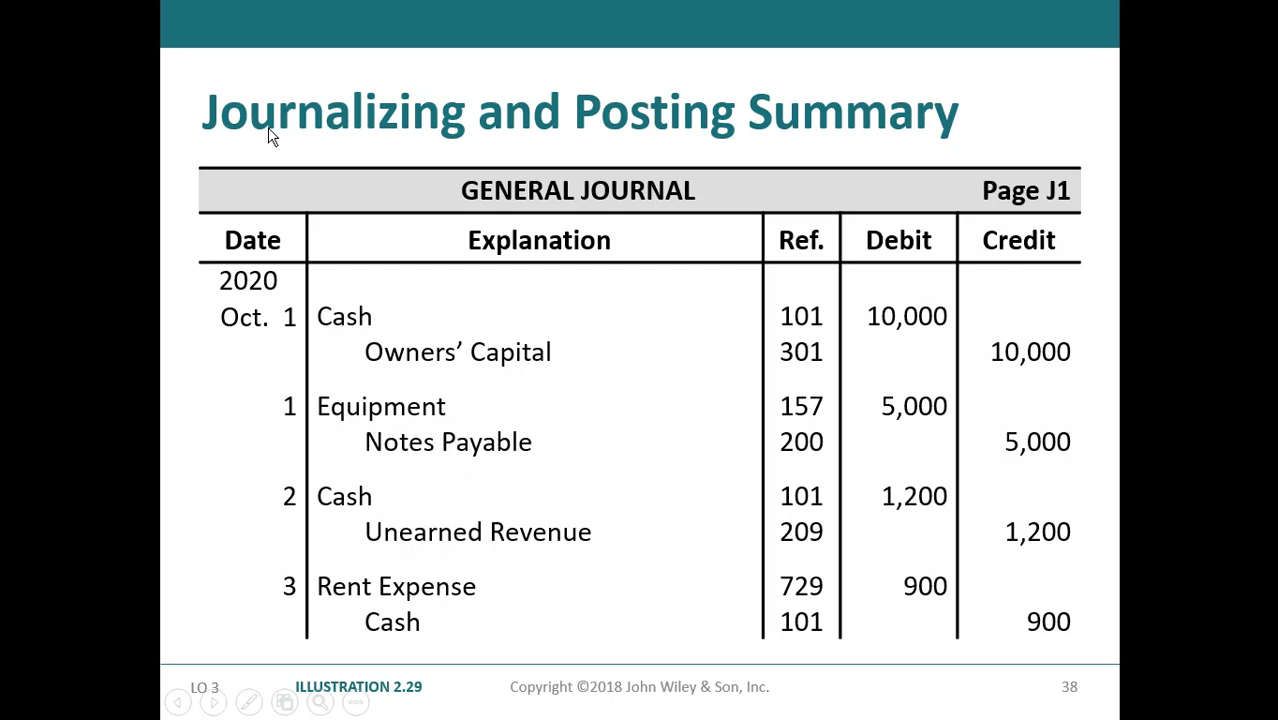 Journalizing and Posting Summary
GENERAL JOURNAL Page J1
Date Explanation Ref. Debit Credit
2020
Oct. 1 Cash 101 10,000
Owners’ Capital 301 10,000
1 Equipment 157 5,000
Notes Payable 200 5,000
2 Cash 101 1,200
Unearned Revenue 209 1,200
3 Rent Expense 729 900
Cash 101 900
LO 3 ILLUSTRATION 2.29 Copyright ©2018 John Wiley & Son, Inc. 38